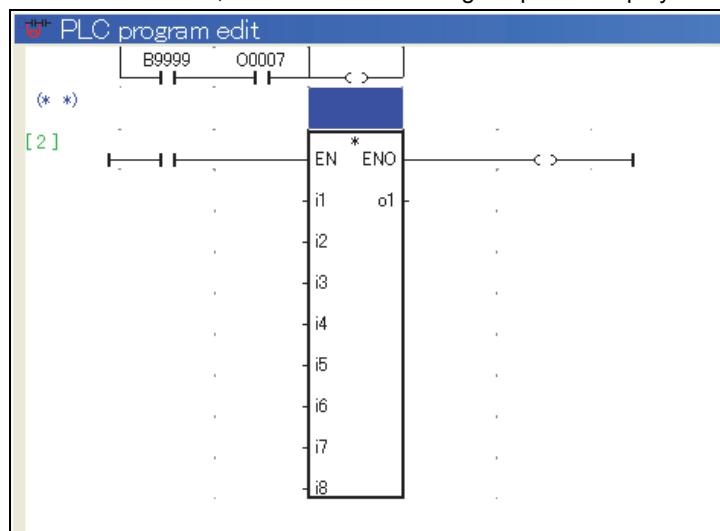 PLC program edit
B9999 O0007
(* *)
[2]
*
EN ENO
i1 o1
i2
i3
i4
i5
i6
i7
i8